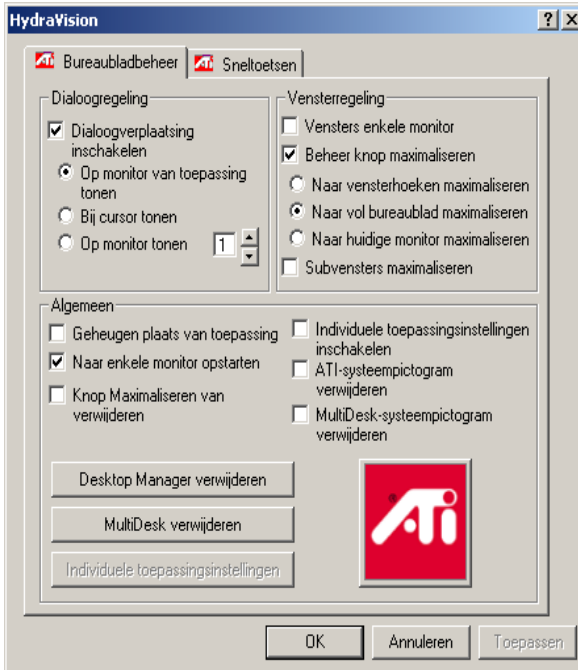 HydraVision
Bureaubladbeheer
Sneltoetsen
Dialoogregeling
Dialoogverplaatsing
inschakelen
Op monitor van toepassing
tonen
Bij cursor tonen
Op monitor tonen 1
Vensterregeling
Vensters enkele monitor
Beheer knop maximaliseren
Naar vensterhoeken maximaliseren
Naar vol bureaublad maximaliseren
Naar huidige monitor maximaliseren
Subvensters maximaliseren
Algemeen
Geheugen plaats van toepassing
Naar enkele monitor opstarten
Knop Maximaliseren van
verwijderen
Individuele toepassingsinstellingen
inschakelen
ATI-systeempictogram
verwijderen
MultiDesk-systeempictogram
verwijderen
Desktop Manager verwijderen
MultiDesk verwijderen
Individuele toepassingsinstellingen
ATi
OK
Annuleren
Toepassen